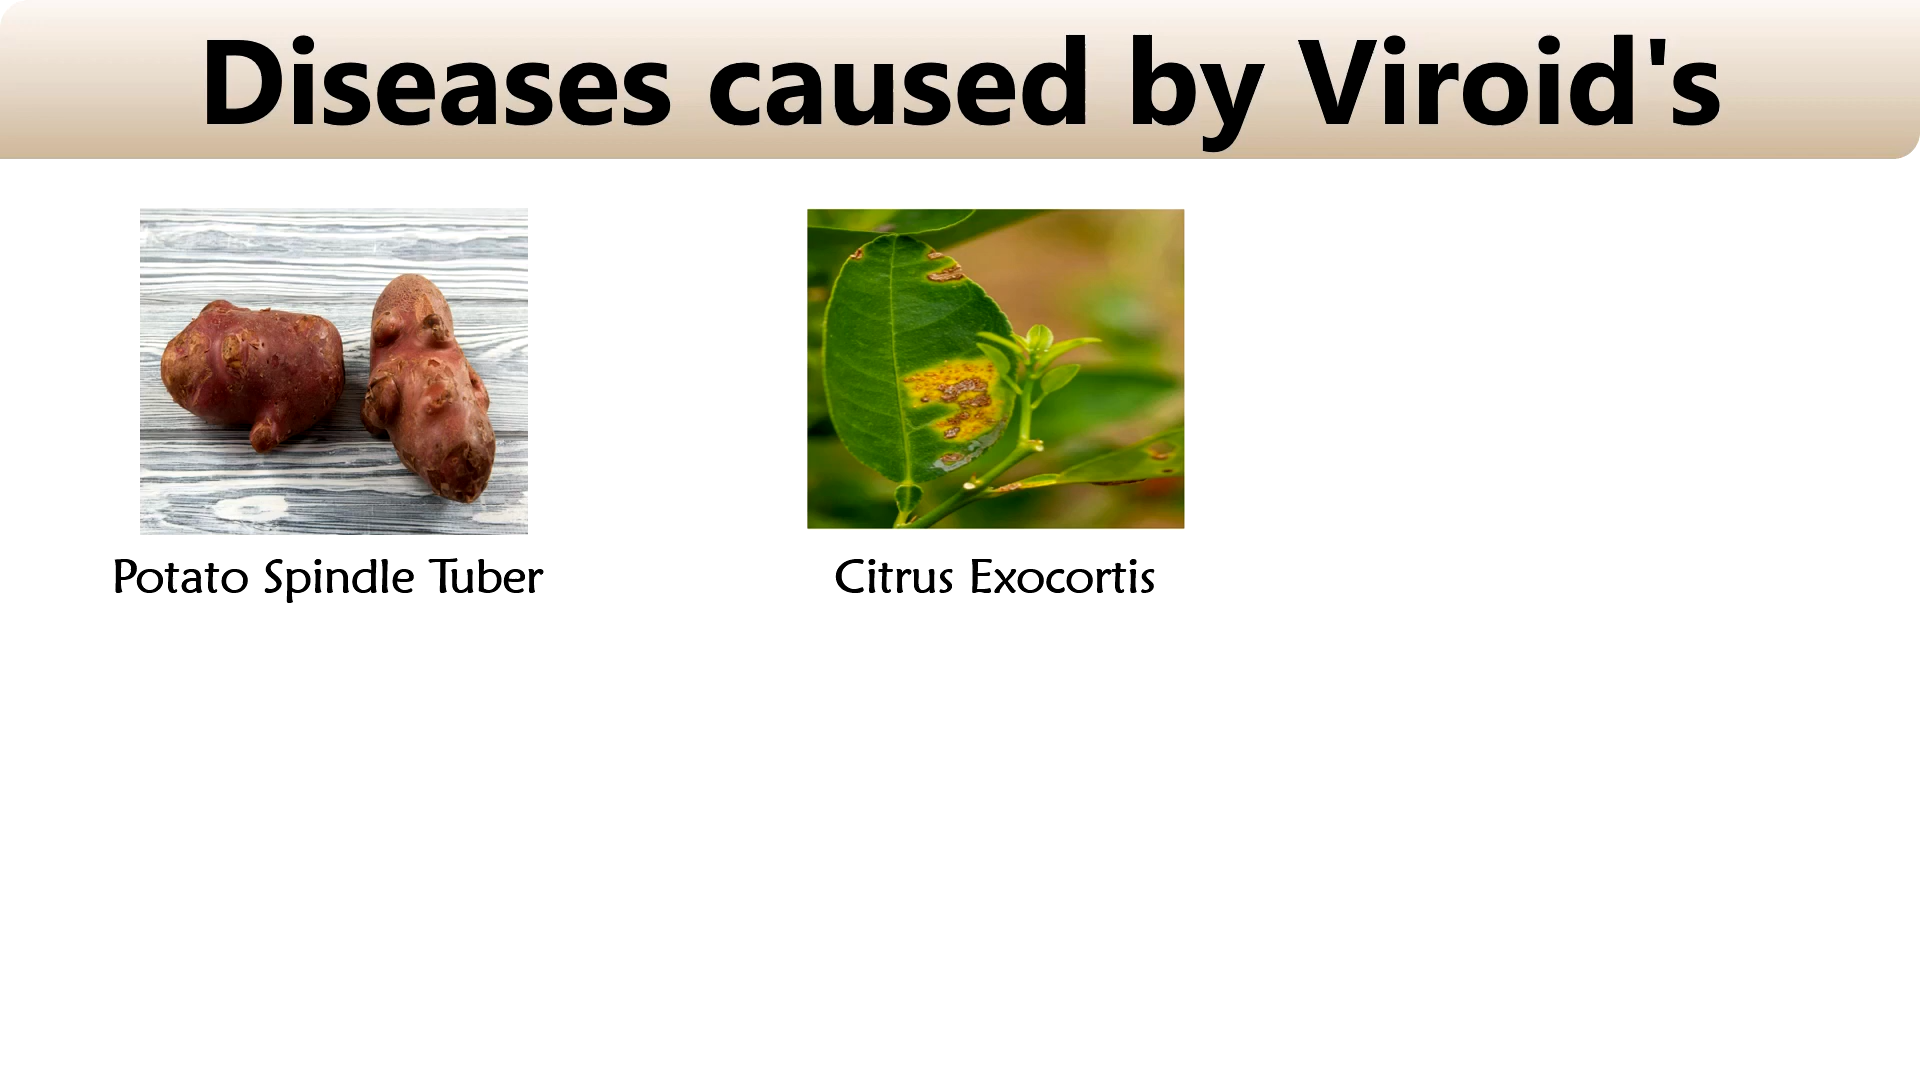 Diseases caused by Viroid's
Potato Spindle Tuber
Citrus Exocortis